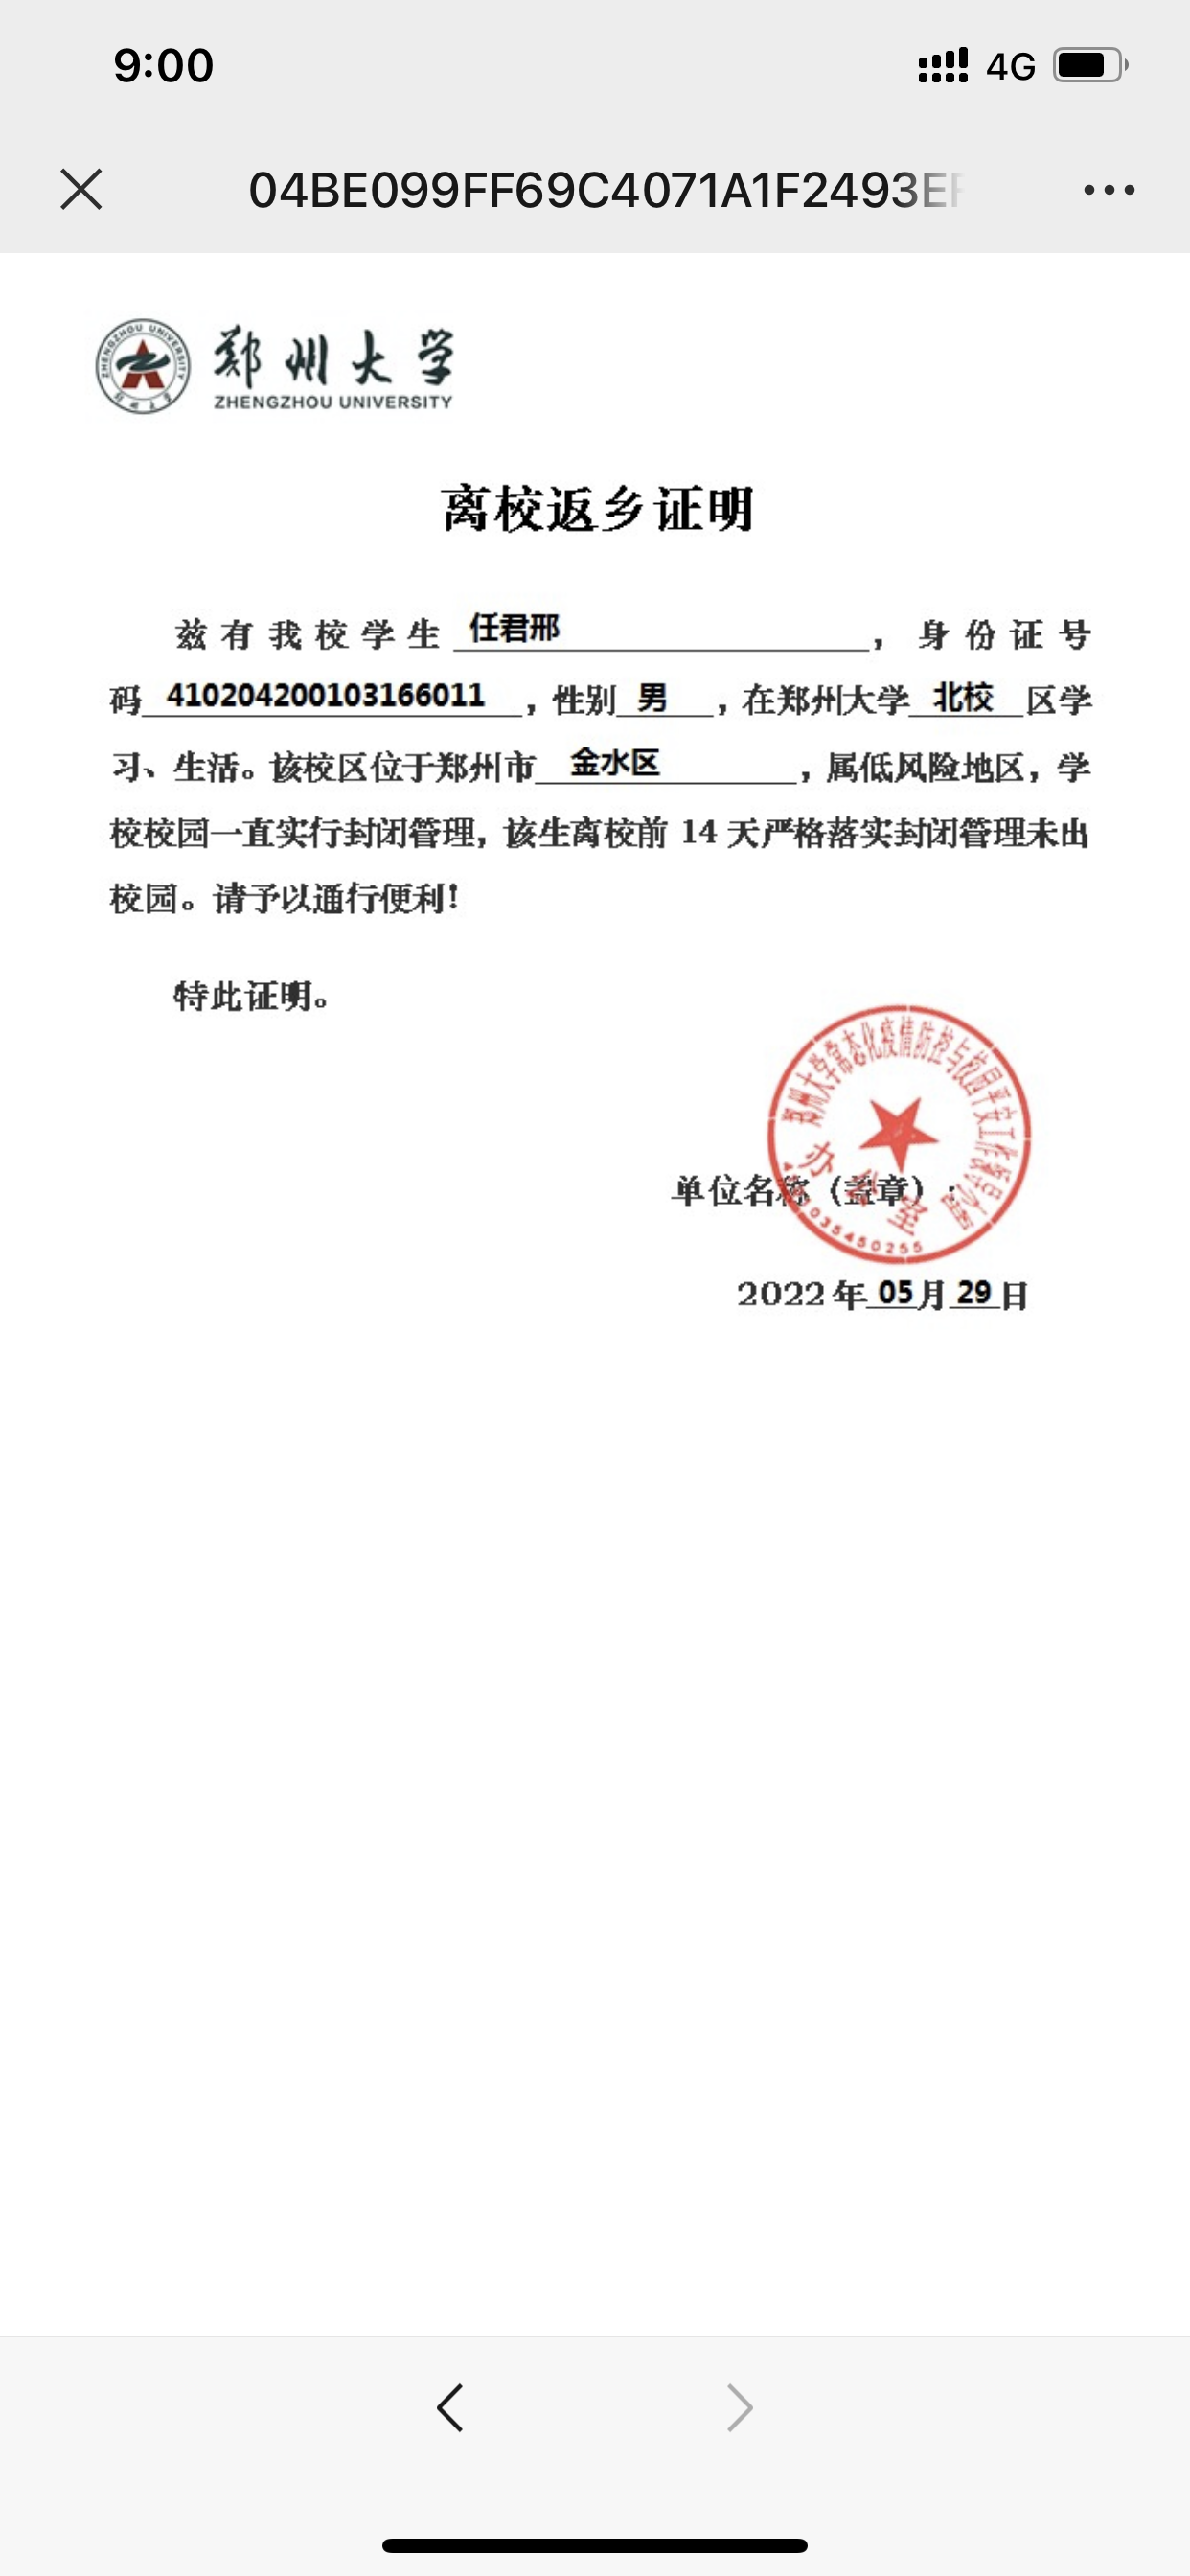 9:00
4G
04BE099FF69C4071A1F2493EF
ZHENGZHOU UNIVERSITY
郑州大学
郑州大学
ZHENGZHOU UNIVERSITY
离校返乡证明
兹有我校学生 任君邢 ，身份证号
码 410204200103166011 ，性别 男 ，在郑州大学 北校 区学
习、生活。该校区位于郑州市 金水区 ，属低风险地区，学
校校园一直实行封闭管理，该生离校前 14 天严格落实封闭管理未出
校园。请予以通行便利！
特此证明。
郑州大学常态化疫情防控与校园平安工作领导小组
办公室
035450255
单位名称（盖章）：
2022 年 05 月 29 日